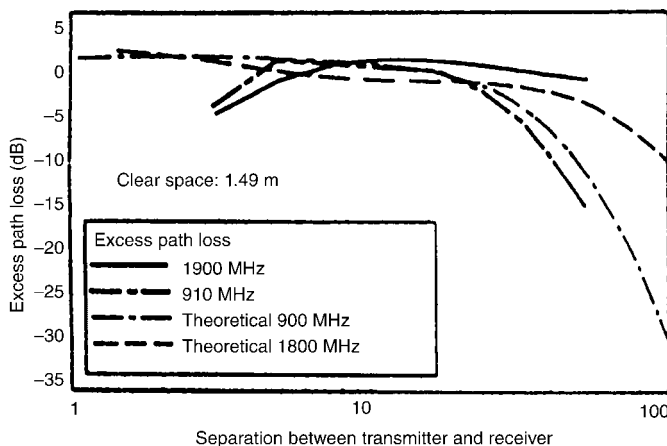 5
0
−5
−10
−15
−20
−25
−30
−35
Excess path loss (dB)
Clear space: 1.49 m
Excess path loss
1900 MHz
910 MHz
Theoretical 900 MHz
Theoretical 1800 MHz
1
10
100
Separation between transmitter and receiver